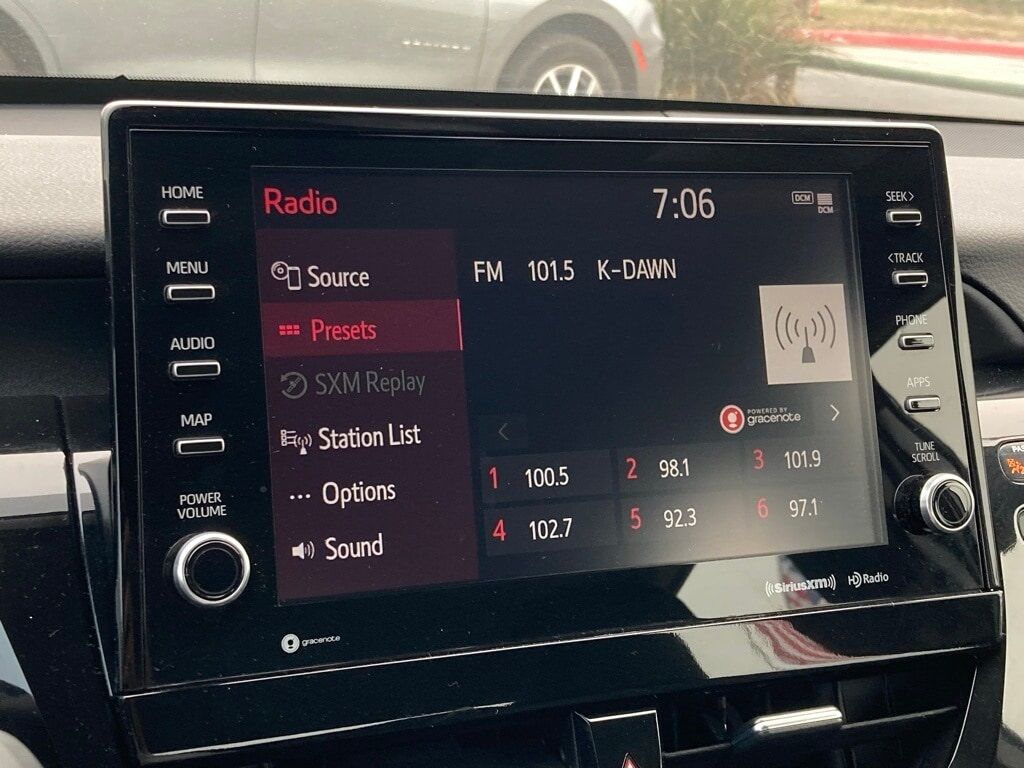 HOME
MENU
AUDIO
MAP
POWER
VOLUME
Radio
7:06
DCM
DCM
Source
Presets
SXM Replay
Station List
Options
Sound
FM 101.5 K-DAWN
POWERED BY
gracenote
1 100.5 2 98.1 3 101.9
4 102.7 5 92.3 6 97.1
SEEK>
<TRACK
PHONE
APPS
TUNE
SCROLL
((SiriusXM)) HD Radio
gracenote